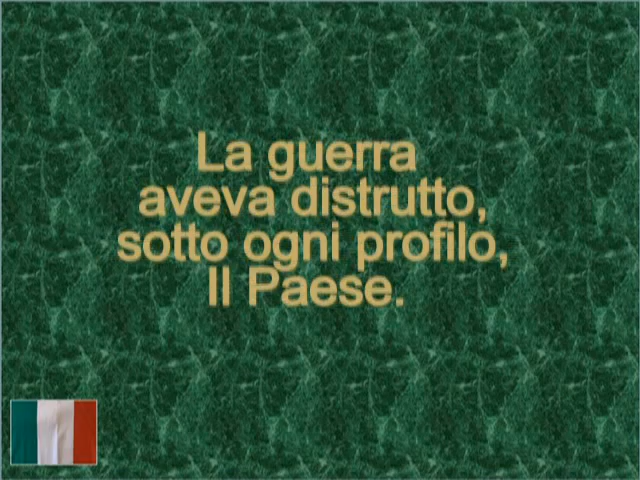 La guerra
aveva distrutto,
sotto ogni profilo,
Il Paese.